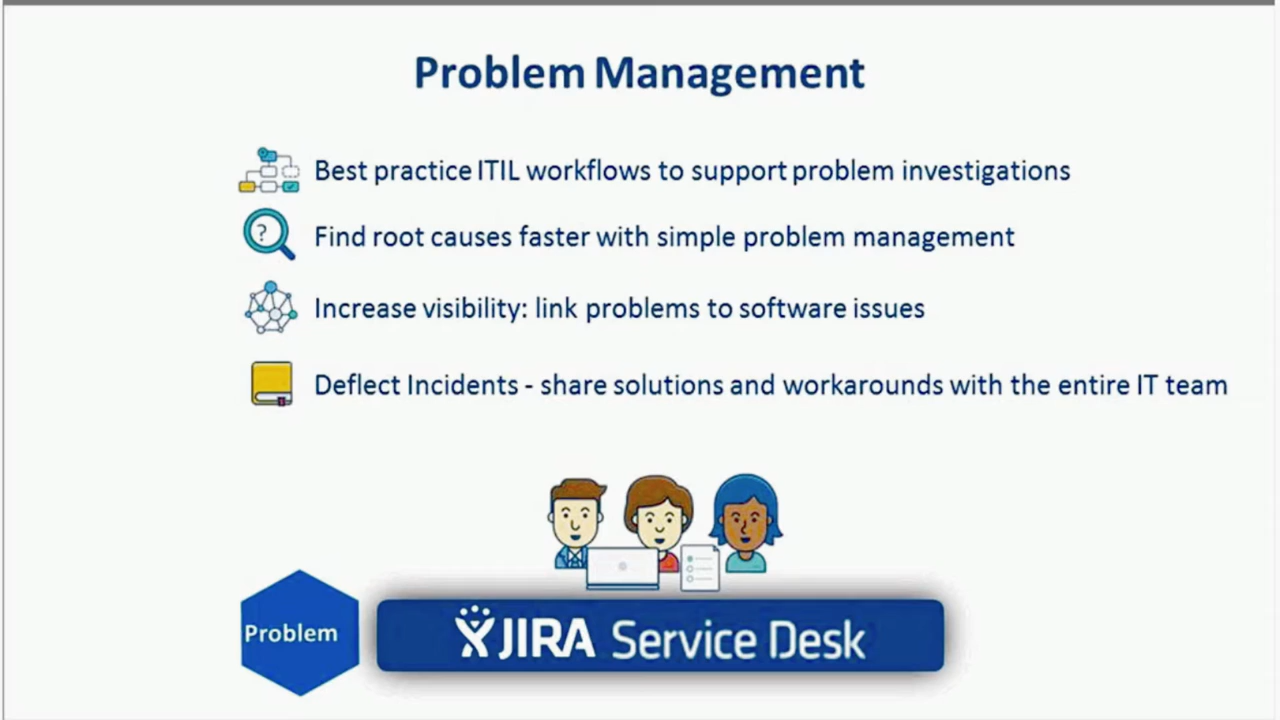 Problem Management
Best practice ITIL workflows to support problem investigations
Find root causes faster with simple problem management
Increase visibility: link problems to software issues
Deflect Incidents - share solutions and workarounds with the entire IT team
Problem
JIRA Service Desk